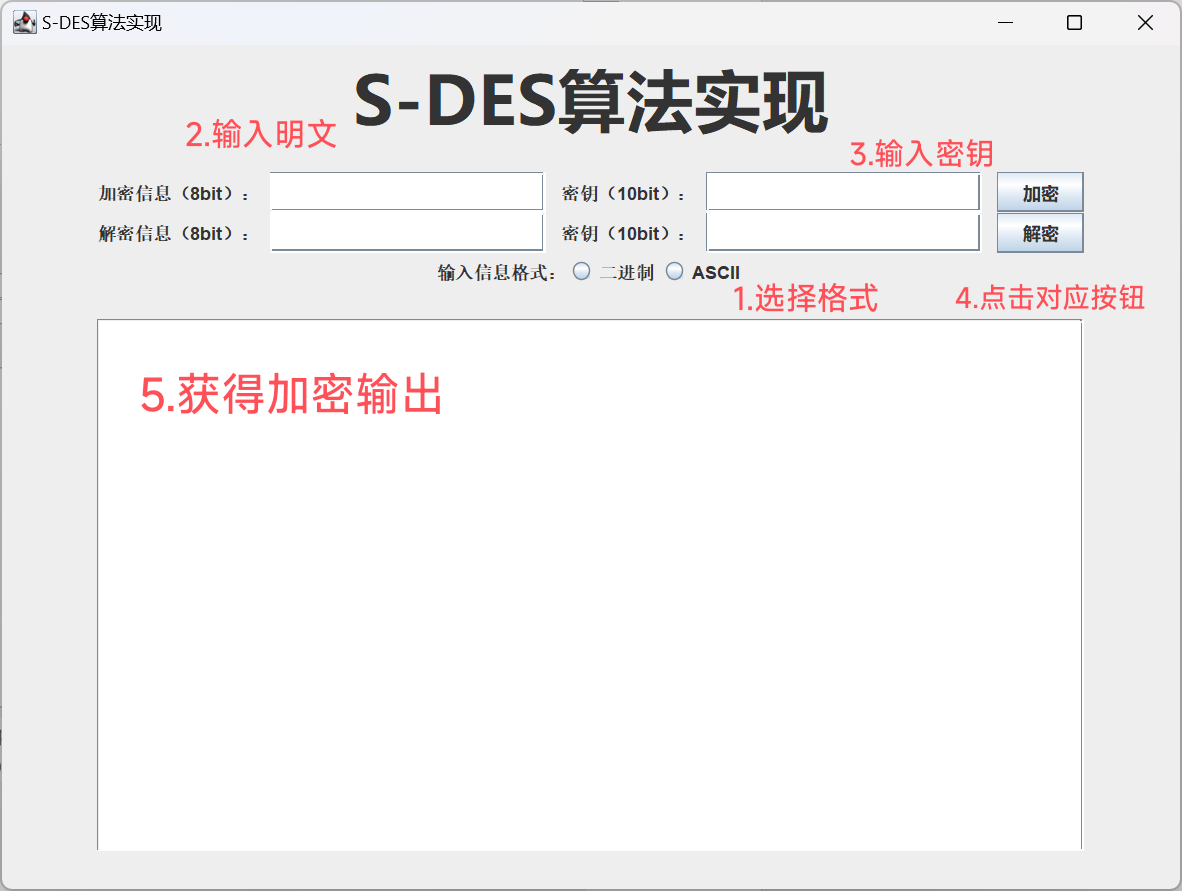 S-DES算法实现
S-DES算法实现
2.输入明文
3.输入密钥
加密信息（8bit）： 密钥（10bit）： 加密
解密信息（8bit）： 密钥（10bit）： 解密
输入信息格式： 二进制 ASCII
1.选择格式 4.点击对应按钮
5.获得加密输出